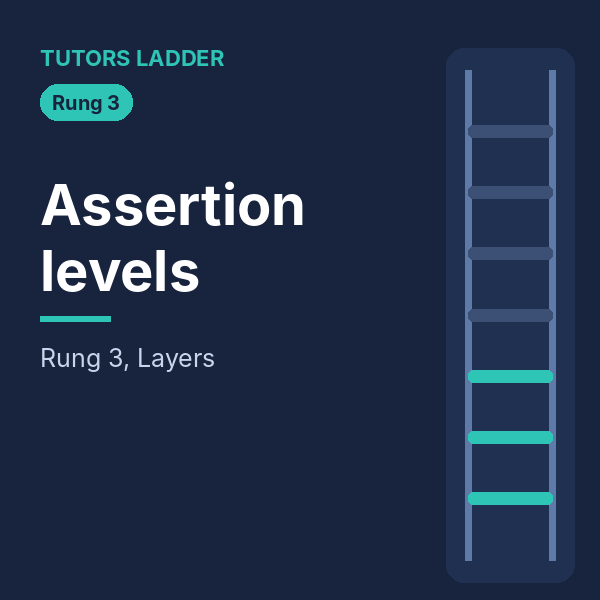 TUTORS LADDER
Rung 3
Assertion
levels
Rung 3, Layers